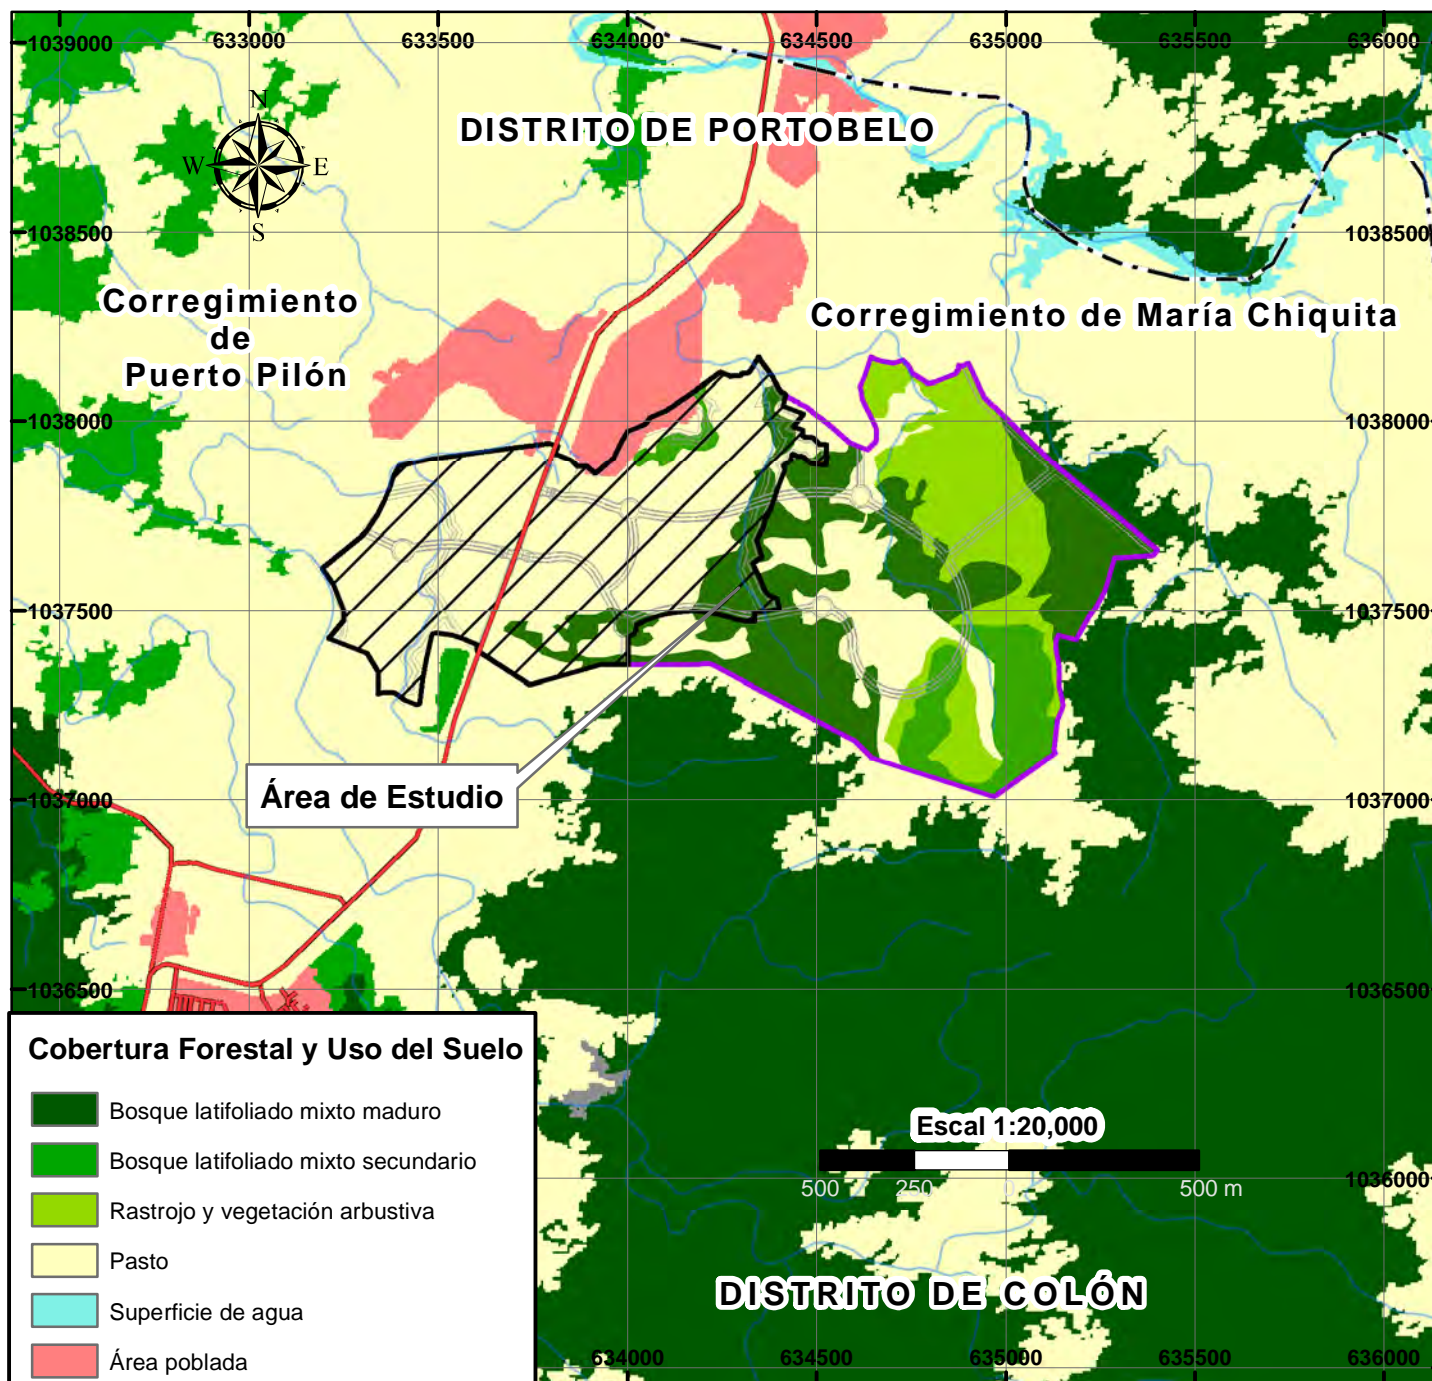 1039000
633000
633500
634000
634500
635000
635500
636000
1039000
N
W
E
S
DISTRITO DE PORTOBELO
1038500
1038500
Corregimiento
de
Puerto Pilón
Corregimiento de María Chiquita
1038000
1038000
1037500
1037500
Área de Estudio
1037000
1037000
1036500
1036500
Cobertura Forestal y Uso del Suelo
Bosque latifoliado mixto maduro
Bosque latifoliado mixto secundario
Rastrojo y vegetación arbustiva
Pasto
Superficie de agua
Área poblada
Escal 1:20,000
500
250
0
500 m
1036000
DISTRITO DE COLÓN
634000
634500
635000
635500
636000